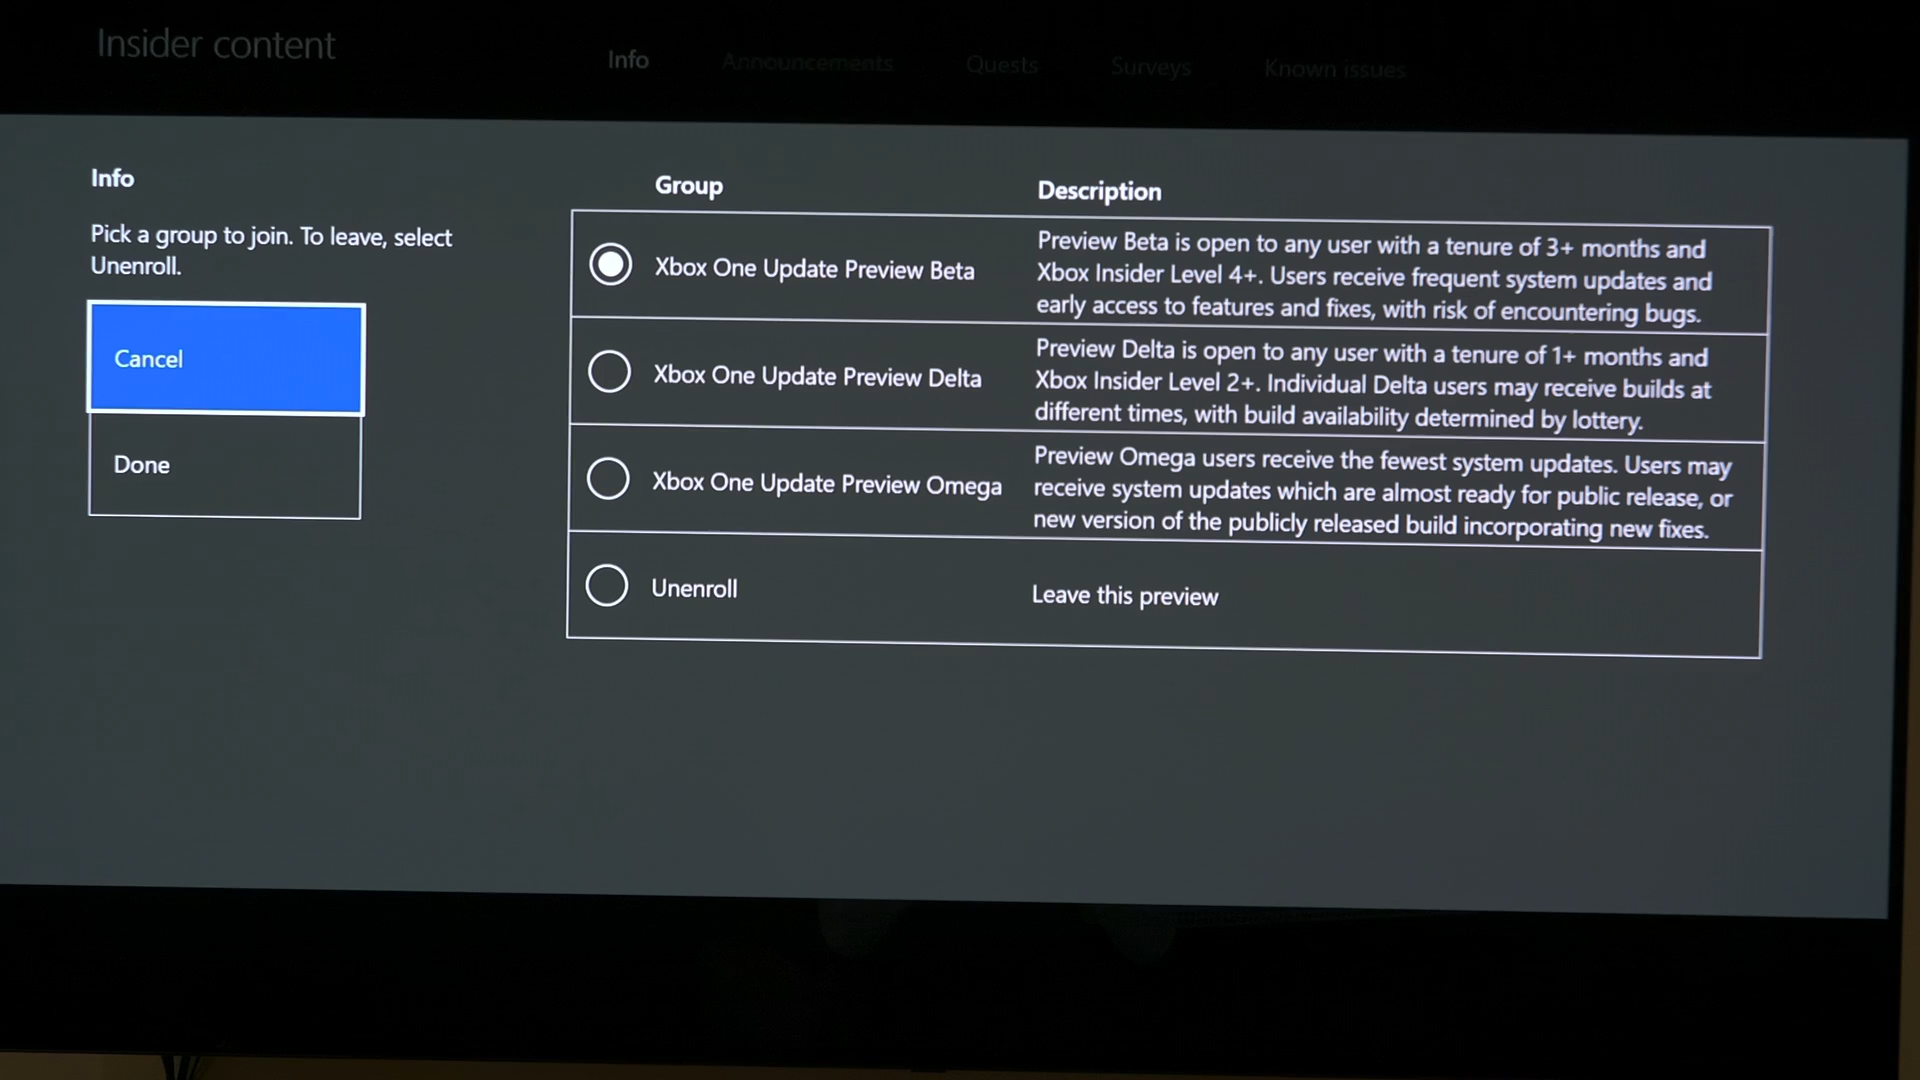 Insider content
Info
Announcements
Quests
Surveys
Known issues
Info
Pick a group to join. To leave, select
Unenroll.
Cancel
Done
Group
Description
Xbox One Update Preview Beta
Preview Beta is open to any user with a tenure of 3+ months and
Xbox Insider Level 4+. Users receive frequent system updates and
early access to features and fixes, with risk of encountering bugs.
Xbox One Update Preview Delta
Preview Delta is open to any user with a tenure of 1+ months and
Xbox Insider Level 2+. Individual Delta users may receive builds at
different times, with build availability determined by lottery.
Xbox One Update Preview Omega
Preview Omega users receive the fewest system updates. Users may
receive system updates which are almost ready for public release, or
new version of the publicly released build incorporating new fixes.
Unenroll
Leave this preview